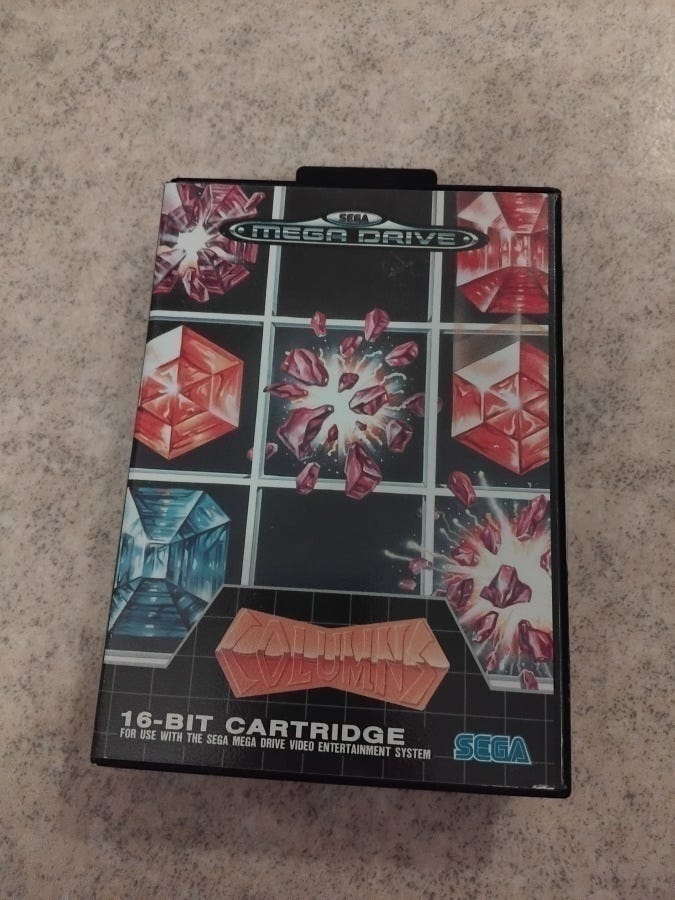 SEGA
MEGA DRIVE
COLUMNS
16-BIT CARTRIDGE
FOR USE WITH THE SEGA MEGA DRIVE VIDEO ENTERTAINMENT SYSTEM
SEGA